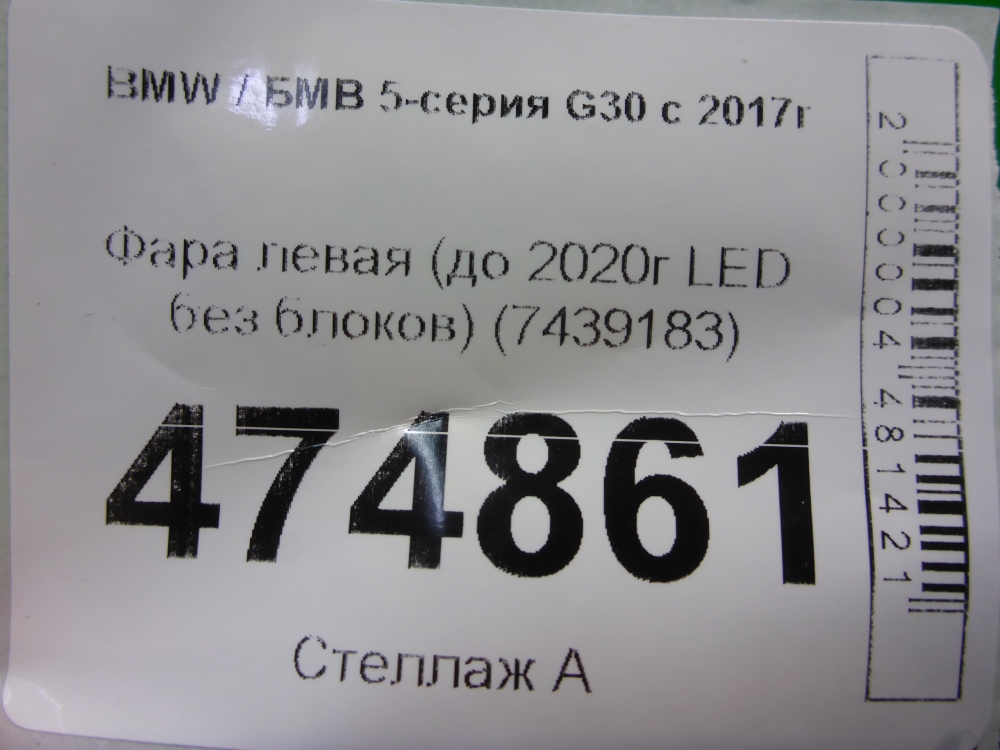 BMW / БМВ 5-серия G30 с 2017г
Фара левая (до 2020г LED
без блоков) (7439183)
474861
Стеллаж А
2000004481421